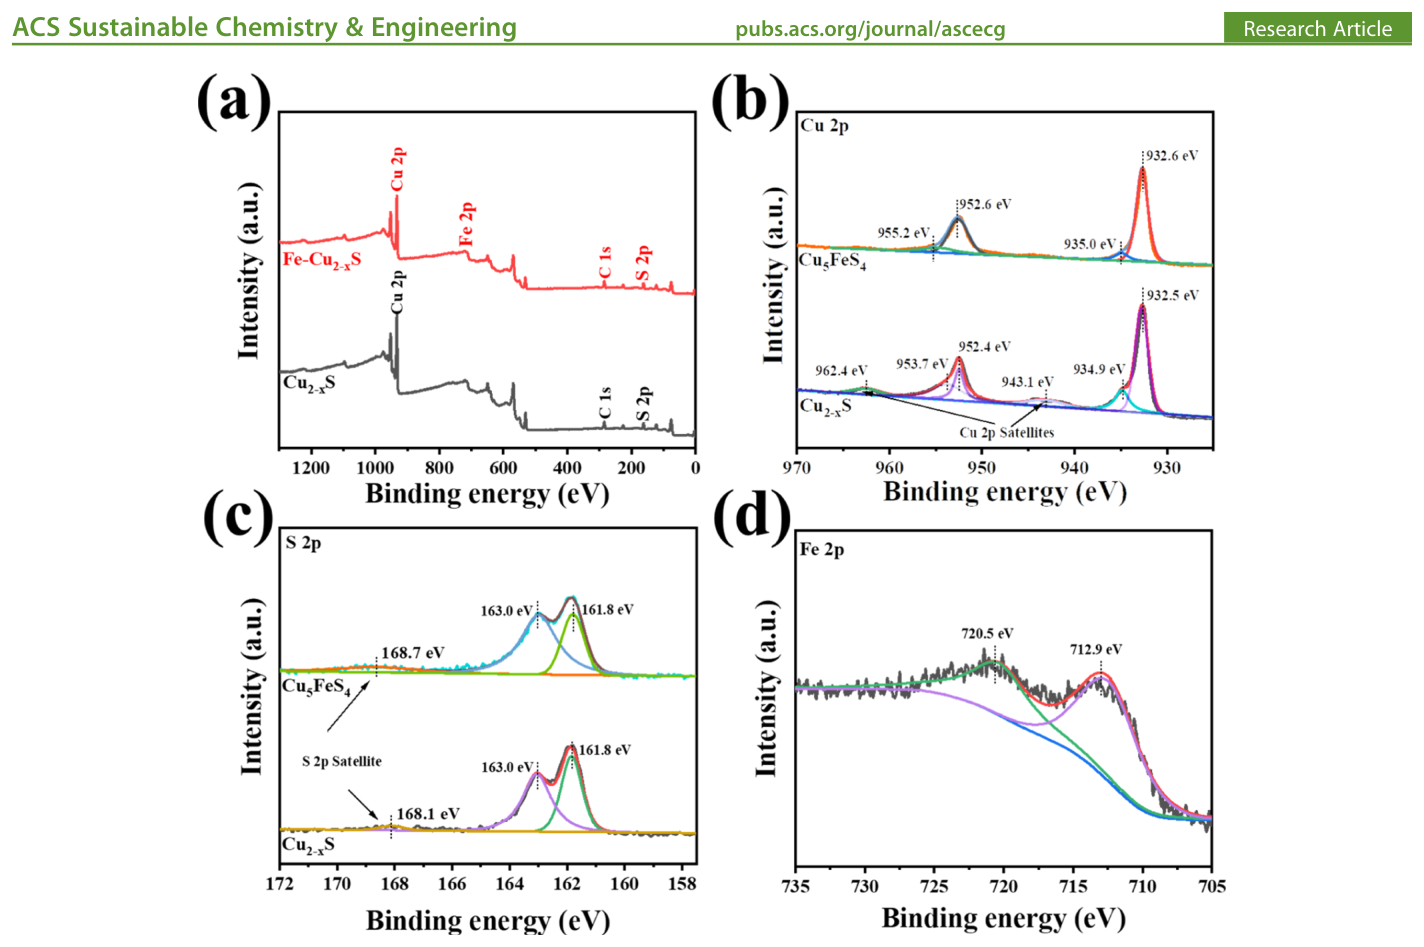 ACS Sustainable Chemistry & Engineering
pubs.acs.org/journal/ascecg
Research Article
(a)
Intensity (a.u.)
Cu 2p
Fe 2p
C 1s
S 2p
Fe-Cu2-xS
Cu 2p
C 1s
S 2p
Cu2-xS
1200 1000 800 600 400 200 0
Binding energy (eV)
(b)
Intensity (a.u.)
Cu 2p
932.6 eV
952.6 eV
955.2 eV
935.0 eV
Cu5FeS4
932.5 eV
952.4 eV
953.7 eV
962.4 eV
943.1 eV
934.9 eV
Cu2-xS
Cu 2p Satellites
970 960 950 940 930
Binding energy (eV)
(c)
Intensity (a.u.)
S 2p
163.0 eV
161.8 eV
168.7 eV
Cu5FeS4
S 2p Satellite
163.0 eV
161.8 eV
168.1 eV
Cu2-xS
172 170 168 166 164 162 160 158
Binding energy (eV)
(d)
Intensity (a.u.)
Fe 2p
720.5 eV
712.9 eV
735 730 725 720 715 710 705
Binding energy (eV)